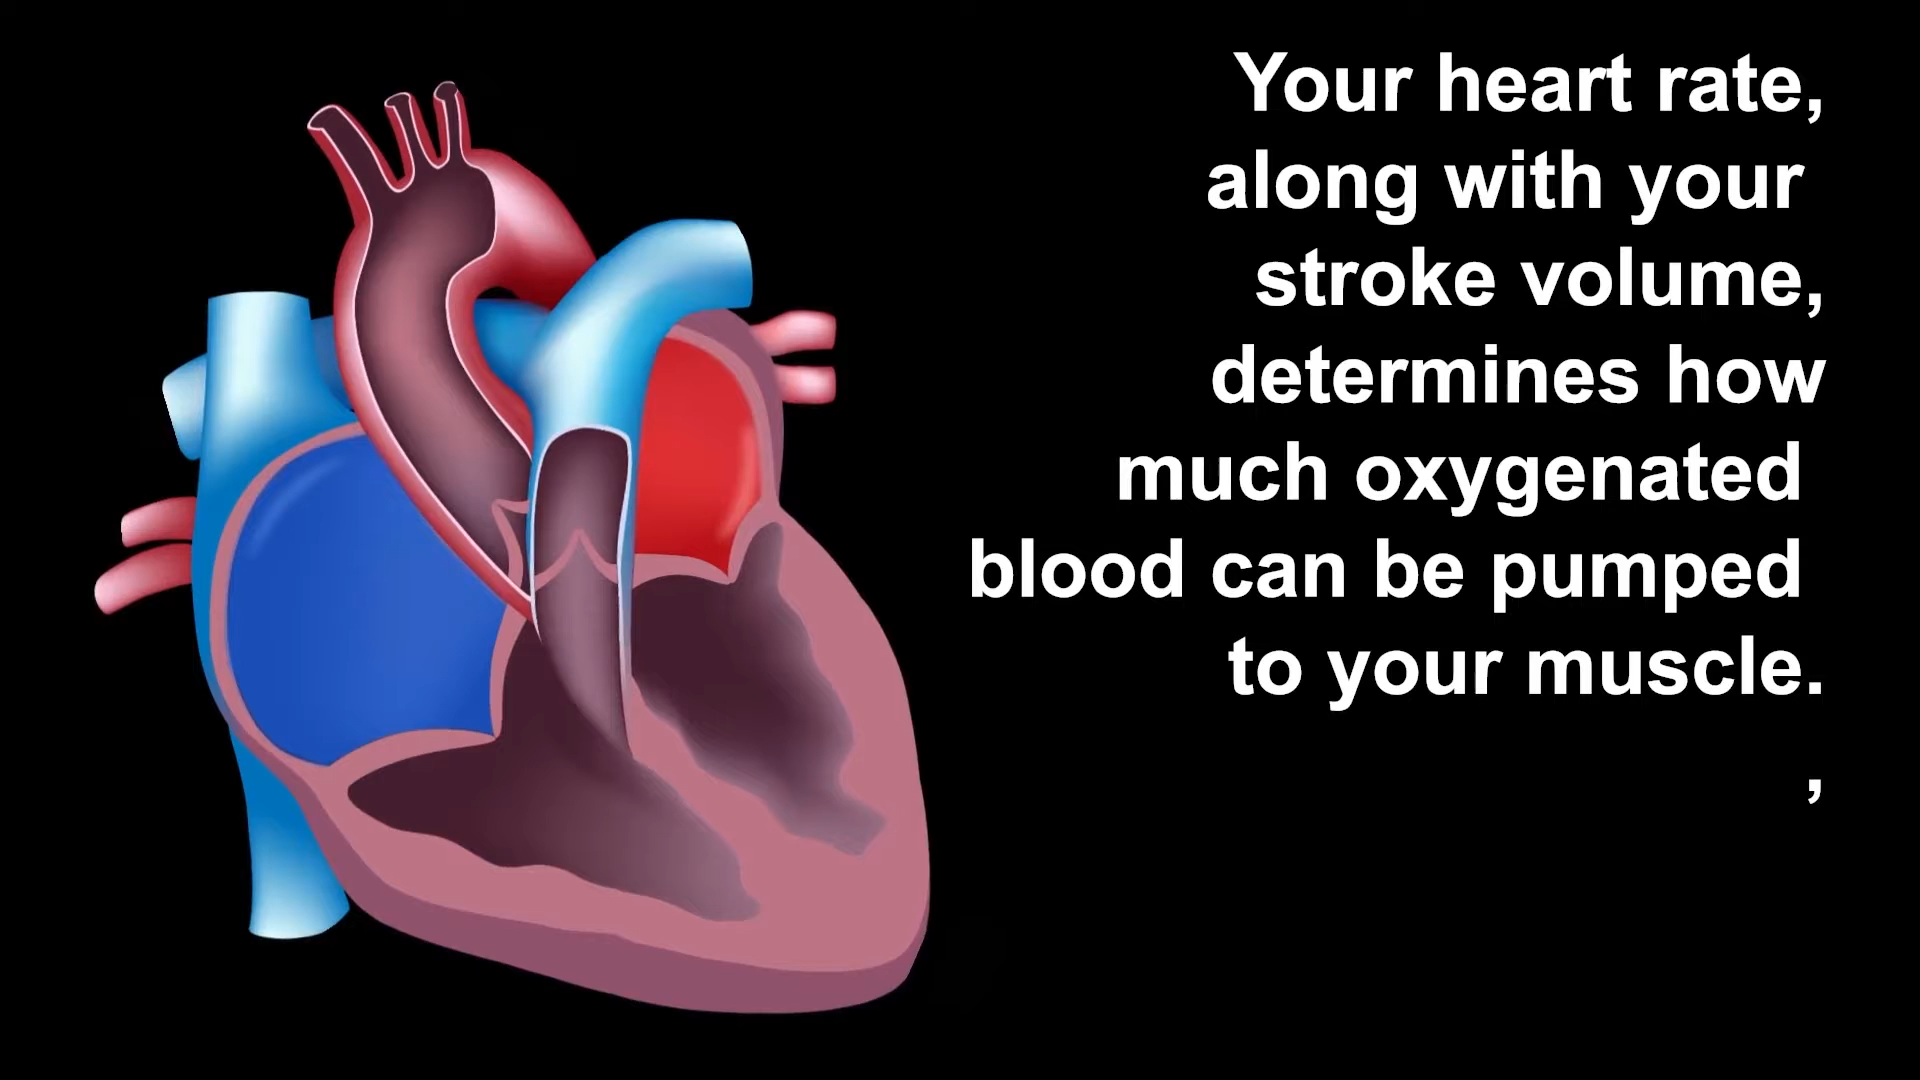 Your heart rate,
along with your
stroke volume,
determines how
much oxygenated
blood can be pumped
to your muscle.
,